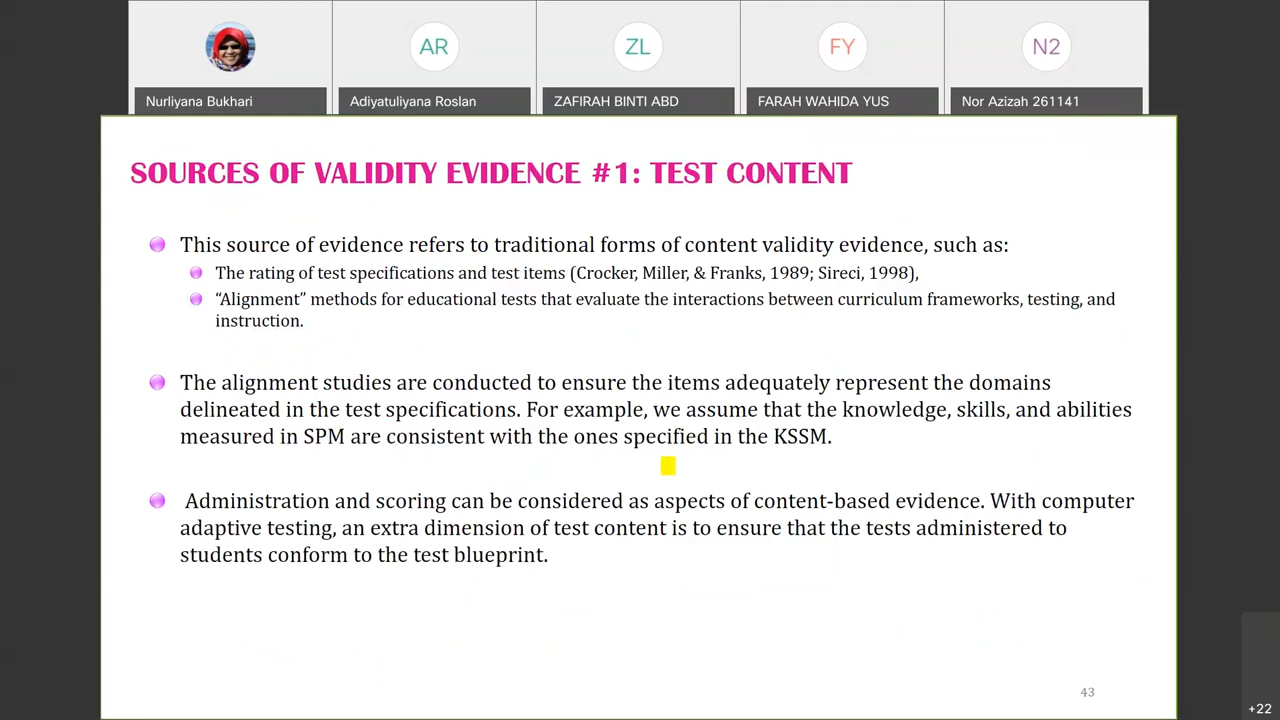 AR
ZL
FY
N2
Nurliyana Bukhari
Adiyatuliyana Roslan
ZAFIRAH BINTI ABD
FARAH WAHIDA YUS
Nor Azizah 261141
SOURCES OF VALIDITY EVIDENCE #1: TEST CONTENT
This source of evidence refers to traditional forms of content validity evidence, such as:
The rating of test specifications and test items (Crocker, Miller, & Franks, 1989; Sireci, 1998),
“Alignment” methods for educational tests that evaluate the interactions between curriculum frameworks, testing, and
instruction.
The alignment studies are conducted to ensure the items adequately represent the domains
delineated in the test specifications. For example, we assume that the knowledge, skills, and abilities
measured in SPM are consistent with the ones specified in the KSSM.
Administration and scoring can be considered as aspects of content-based evidence. With computer
adaptive testing, an extra dimension of test content is to ensure that the tests administered to
students conform to the test blueprint.
43
+22